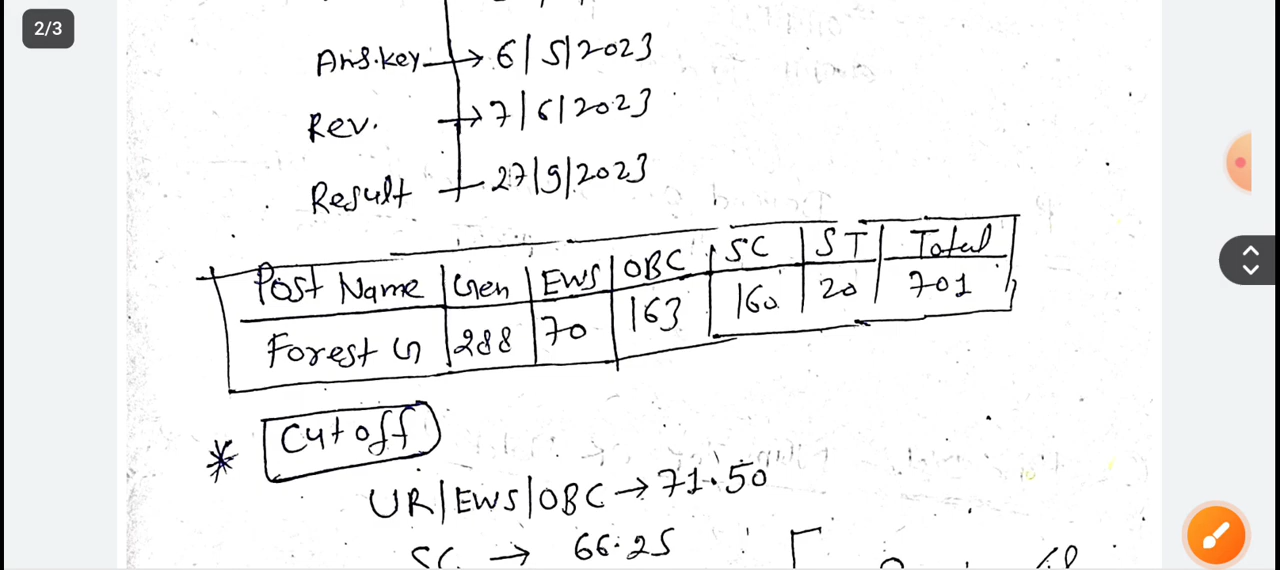 2/3
Ans.key → 6/5/2023
Rev. → 7/6/2023
Result 27/9/2023
Post Name Gen EWS OBC SC ST Total
Forest G 288 70 163 160 20 701
* Cutoff
UR/EWS/OBC → 71.50
SC → 66.25